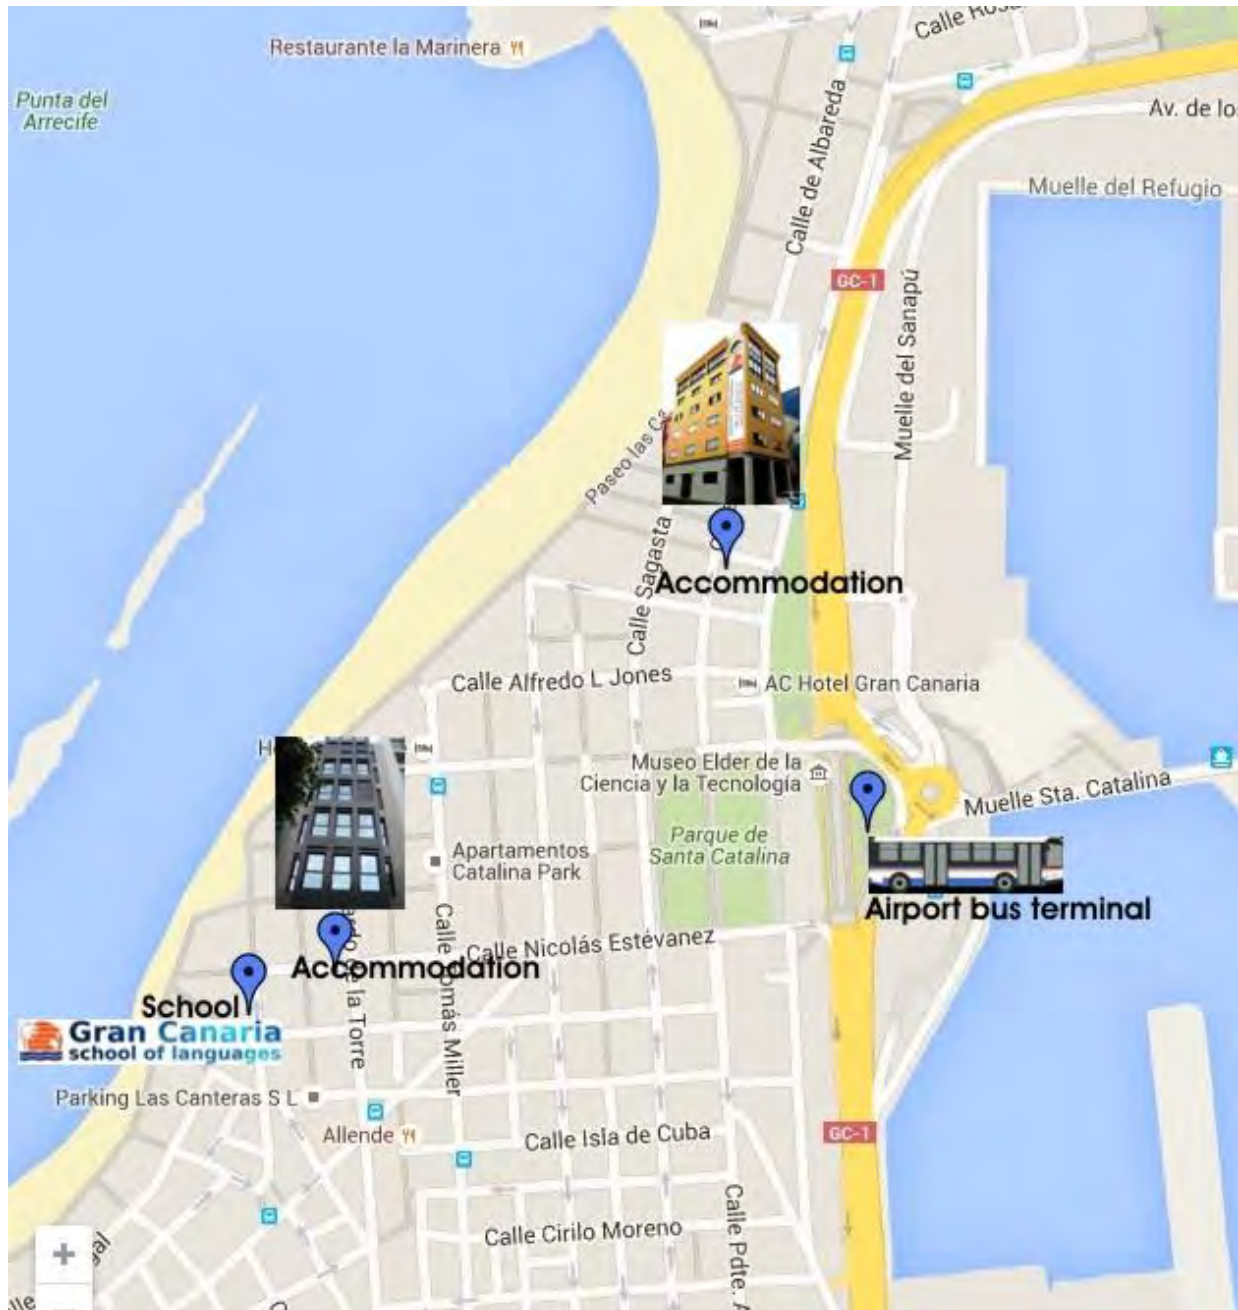 Calle Rosa
Restaurante la Marinera
Punta del
Arrecife
Calle de Albareda
Av. de lo
Muelle del Refugio
GC-1
Muelle del Sanapú
Paseo las Ca
Calle Sagasta
Accommodation
Calle Alfredo L Jones
AC Hotel Gran Canaria
H
Museo Elder de la
Ciencia y la Tecnología
Muelle Sta. Catalina
Parque de
Santa Catalina
Apartamentos
Catalina Park
Airport bus terminal
Calle Nicolás Estévanez
Accommodation
ardo de la Torre
Calle Tomás Miller
School
Gran Canaria
school of languages
Parking Las Canteras S L
Allende
Calle Isla de Cuba
GC-1
Calle Cirilo Moreno
Calle Pdte. A
+